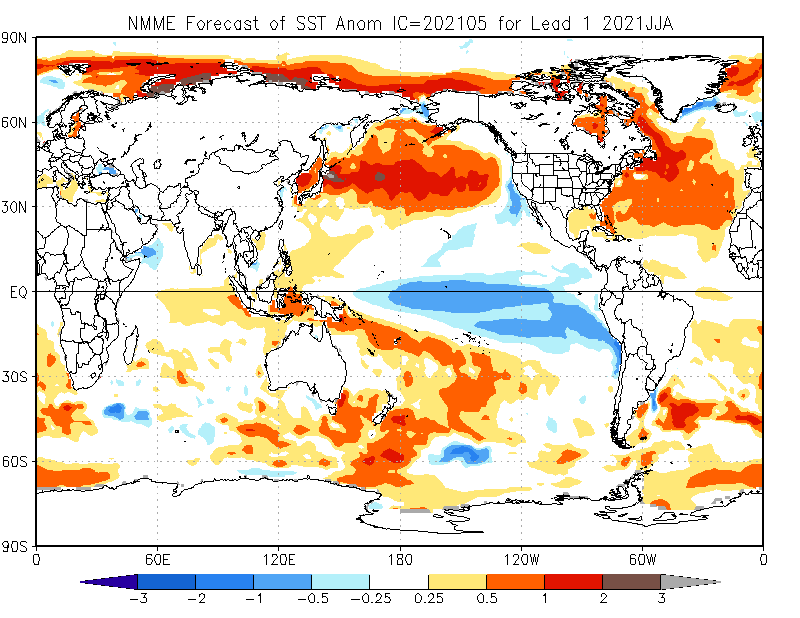 NMME Forecast of SST Anom IC=202105 for Lead 1 2021JJA
90N
60N
30N
EQ
30S
60S
90S
0 60E 120E 180 120W 60W 0
-3 -2 -1 -0.5 -0.25 0.25 0.5 1 2 3